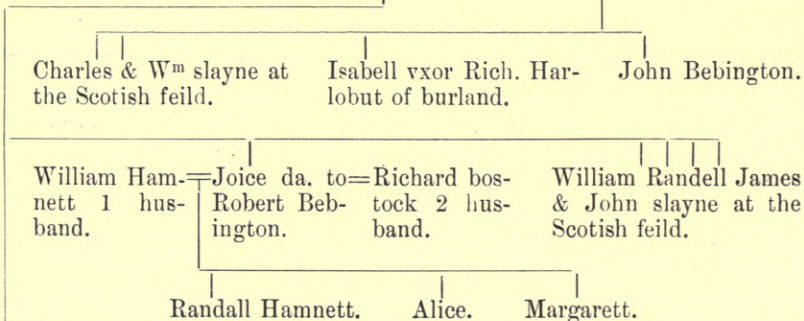 Charles & Wm slayne at the Scotish feild.
Isabell vxor Rich. Har-
lobut of burland.
John Bebington.
William Ham-
nett 1 hus-
band.
Joice da. to
Robert Beb-
ington.
Richard bos-
tock 2 hus-
band.
William Randell James
& John slayne at the
Scotish feild.
Randall Hamnett.
Alice.
Margarett.